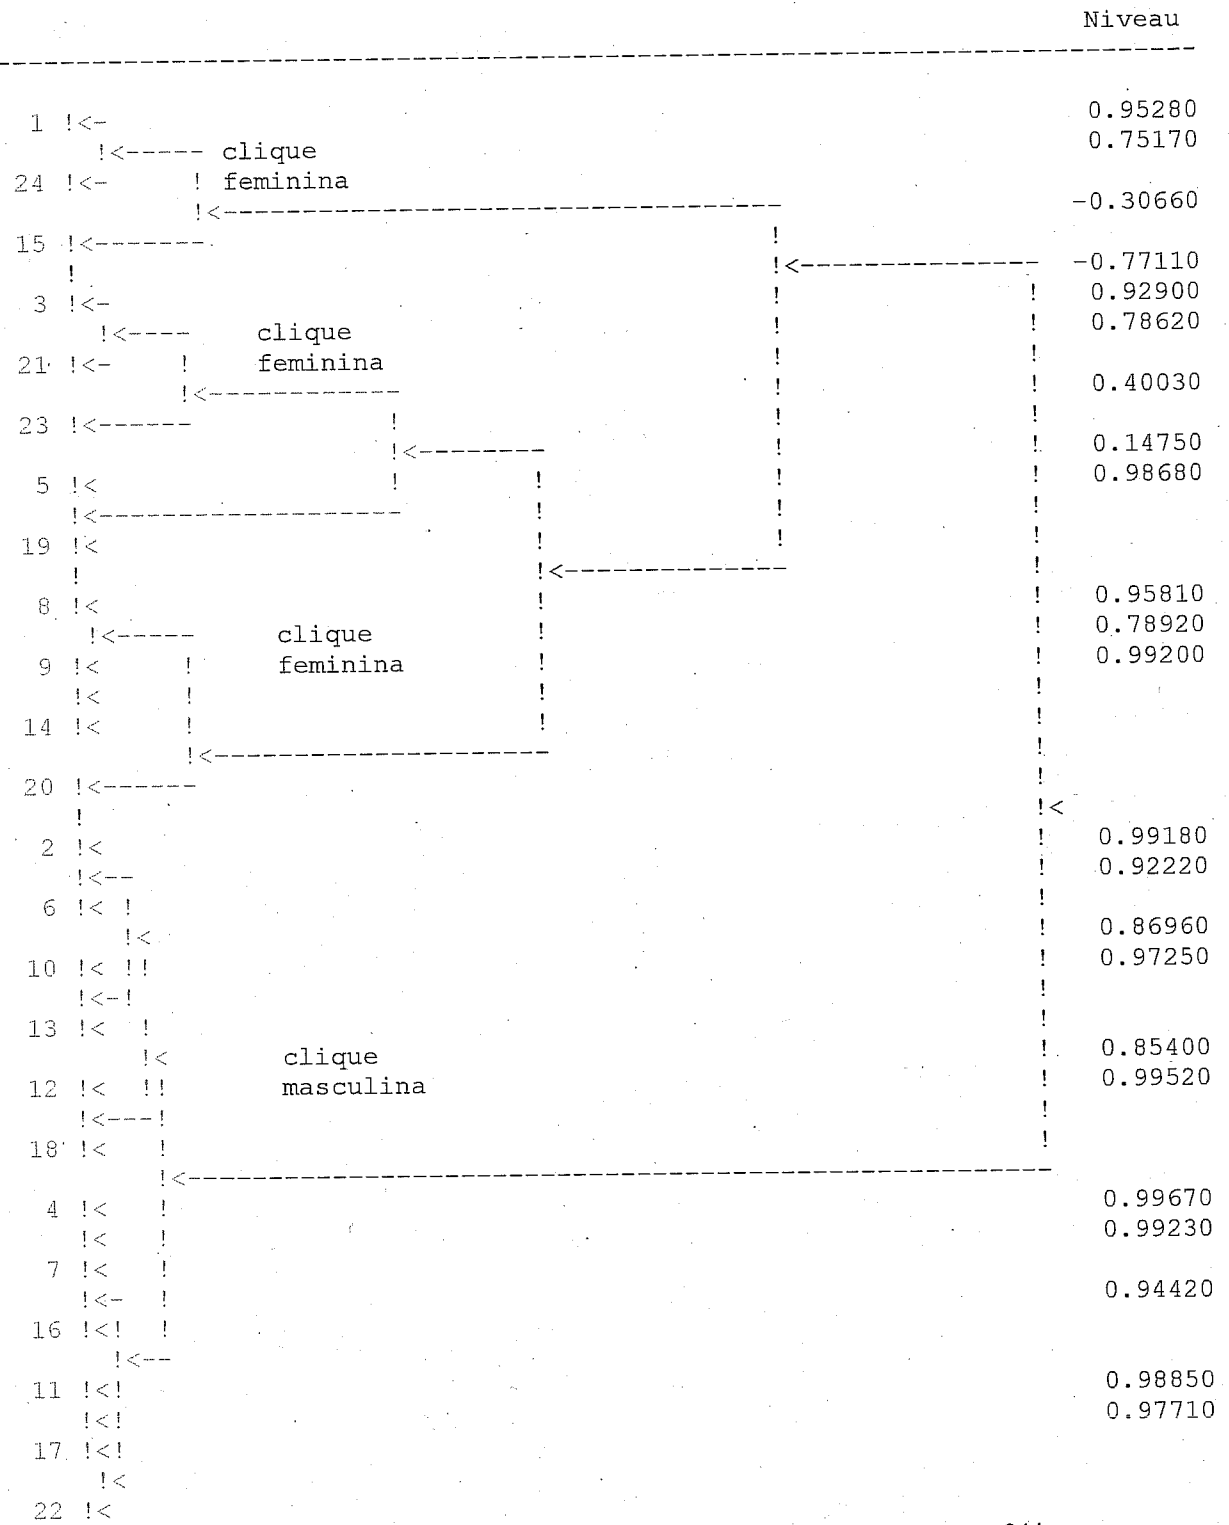 Niveau
--------------------------------------------------------------------------
1 !<- 0.95280
!<----- clique 0.75170
24 !<- ! feminina
!<----------------------------------- -0.30660
15 !<------- !
! !<--------------- -0.77110
3 !<- ! ! 0.92900
!<---- clique ! ! 0.78620
21 !<- ! feminina ! !
!<------------ ! ! 0.40030
23 !<------ ! ! !
!<-------- ! ! 0.14750
5 !< ! ! ! ! 0.98680
!<------------------- ! ! !
19 !< ! ! !
! !<-------------- !
8 !< ! ! 0.95810
!<----- clique ! ! 0.78920
9 !< ! feminina ! ! 0.99200
!< ! ! !
14 !< ! ! !
!<--------------------- !
20 !<------ !
! !<
2 !< ! 0.99180
!<-- ! 0.92220
6 !< ! !
!< ! 0.86960
10 !< !! ! 0.97250
!<-! !
13 !< ! !
!< clique ! 0.85400
12 !< !! masculina ! 0.99520
!<---! !
18 !< ! !
!<------------------------------------------------------
4 !< ! 0.99670
!< ! 0.99230
7 !< !
!<- ! 0.94420
16 !<! !
!<--
11 !<! 0.98850
!<! 0.97710
17 !<!
!<
22 !<